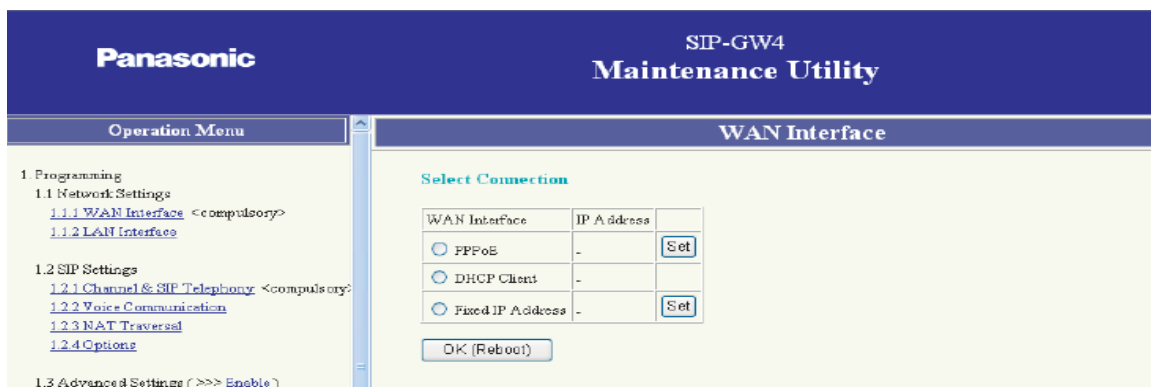 Panasonic
SIP-GW4
Maintenance Utility
Operation Menu
1. Programming
1.1 Network Settings
1.1.1 WAN Interface <compulsory>
1.1.2 LAN Interface
1.2 SIP Settings
1.2.1 Channel & SIP Telephony <compulsory>
1.2.2 Voice Communication
1.2.3 NAT Traversal
1.2.4 Options
1.3 Advanced Settings ( >>> Enable )
WAN Interface
Select Connection
WAN Interface IP Address
PPPoE - Set
DHCP Client -
Fixed IP Address - Set
OK (Reboot)